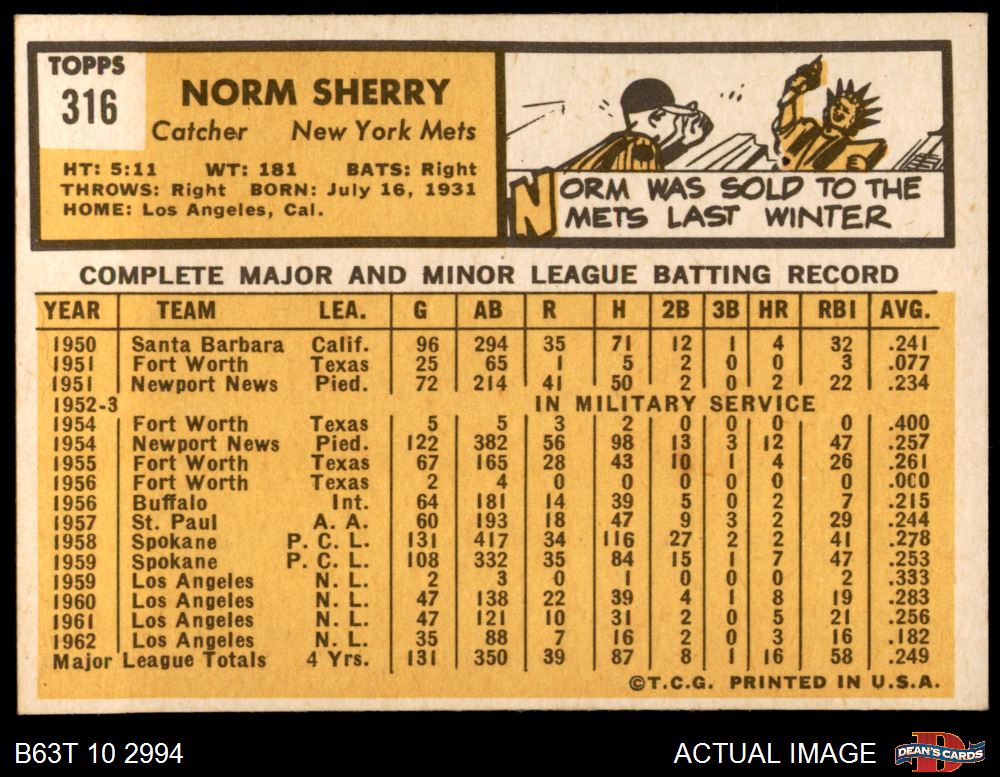 TOPPS
316
NORM SHERRY
Catcher New York Mets
HT: 5:11 WT: 181 BATS: Right
THROWS: Right BORN: July 16, 1931
HOME: Los Angeles, Cal.
NORM WAS SOLD TO THE
METS LAST WINTER
COMPLETE MAJOR AND MINOR LEAGUE BATTING RECORD
YEAR TEAM LEA. G AB R H 2B 3B HR RBI AVG.
1950 Santa Barbara Calif. 96 294 35 71 12 1 4 32 .241
1951 Fort Worth Texas 25 65 1 5 2 0 0 3 .077
1951 Newport News Pied. 72 214 41 50 2 0 2 22 .234
1952-3 IN MILITARY SERVICE
1954 Fort Worth Texas 5 5 3 2 0 0 0 0 .400
1954 Newport News Pied. 122 382 56 98 13 3 12 47 .257
1955 Fort Worth Texas 67 165 28 43 10 1 4 26 .261
1956 Fort Worth Texas 2 4 0 0 0 0 0 0 .000
1956 Buffalo Int. 64 181 14 39 5 0 2 7 .215
1957 St. Paul A. A. 60 193 18 47 9 3 2 29 .244
1958 Spokane P. C. L. 131 417 34 116 27 2 2 41 .278
1959 Spokane P. C. L. 108 332 35 84 15 1 7 47 .253
1959 Los Angeles N. L. 2 3 0 1 0 0 0 2 .333
1960 Los Angeles N. L. 47 138 22 39 4 1 8 19 .283
1961 Los Angeles N. L. 47 121 10 31 2 0 5 21 .256
1962 Los Angeles N. L. 35 88 7 16 2 0 3 16 .182
Major League Totals 4 Yrs. 131 350 39 87 8 1 16 58 .249
©T.C.G. PRINTED IN U.S.A.
B63T 10 2994
ACTUAL IMAGE
DEAN'S CARDS